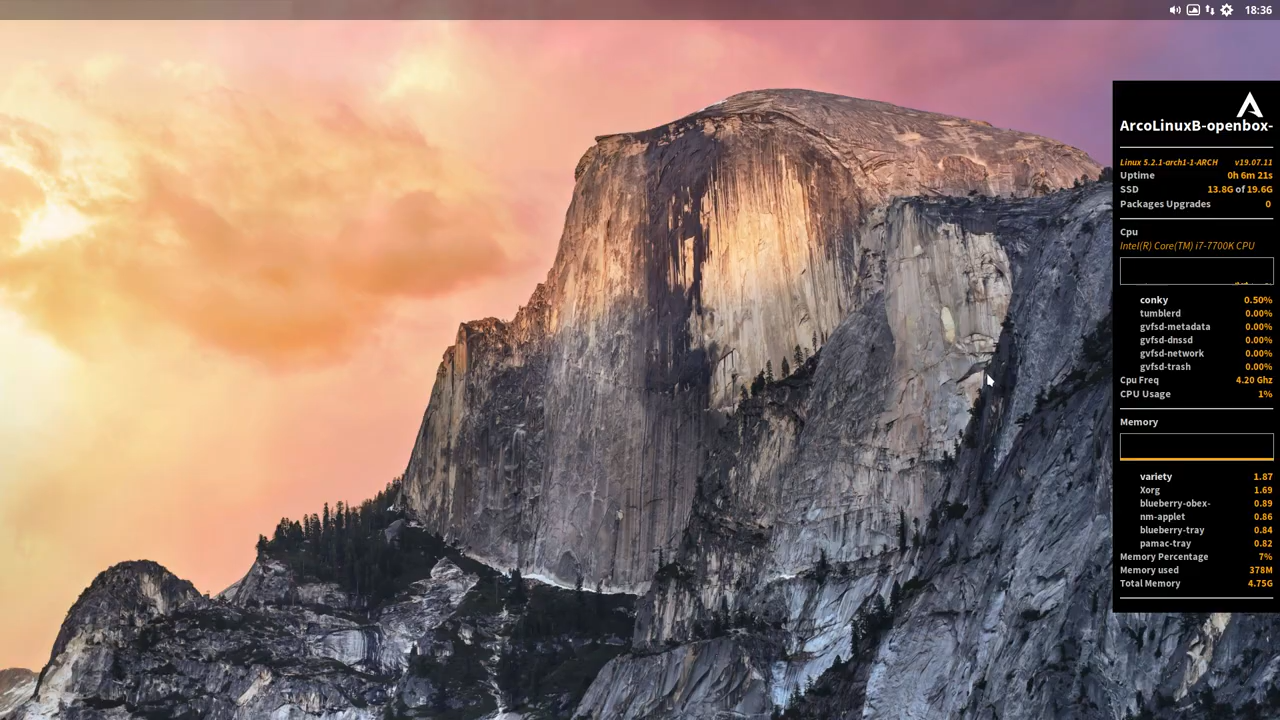 18:36
ArcoLinuxB-openbox-
Linux 5.2.1-arch1-1-ARCH v19.07.11
Uptime 0h 6m 21s
SSD 13.8G of 19.6G
Packages Upgrades 0
Cpu
Intel(R) Core(TM) i7-7700K CPU
conky 0.50%
tumblerd 0.00%
gvfsd-metadata 0.00%
gvfsd-dnssd 0.00%
gvfsd-network 0.00%
gvfsd-trash 0.00%
Cpu Freq 4.20 Ghz
CPU Usage 1%
Memory
variety 1.87
Xorg 1.69
blueberry-obex- 0.89
nm-applet 0.86
blueberry-tray 0.84
pamac-tray 0.82
Memory Percentage 7%
Memory used 378M
Total Memory 4.75G